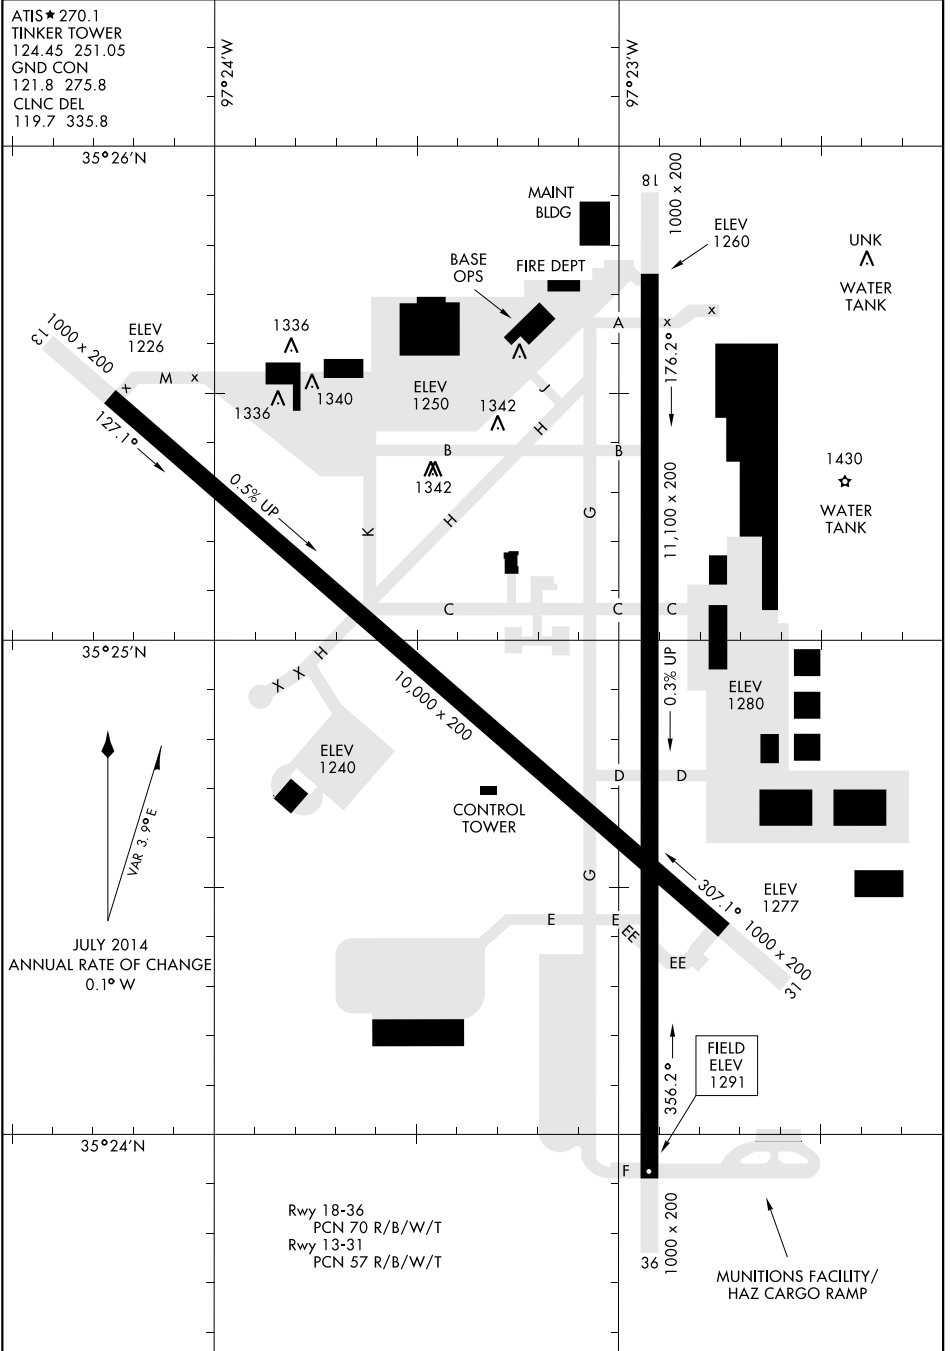 ATIS★ 270.1
TINKER TOWER
124.45 251.05
GND CON
121.8 275.8
CLNC DEL
119.7 335.8
97°24'W
97°23'W
35°26'N
18
1000 x 200
MAINT
BLDG
ELEV
1260
UNK
WATER
TANK
BASE
OPS
FIRE DEPT
13
1000 x 200
ELEV
1226
1336
A
x
x
176.2°
x
M
x
1336
1340
ELEV
1250
1342
J
127.1°
H
B
B
1342
1430
WATER
TANK
0.5% UP
K
H
G
11,100 x 200
C
C
C
35°25'N
H
X
X
10,000 x 200
0.3% UP
ELEV
1280
ELEV
1240
D
D
CONTROL
TOWER
VAR 3.9° E
G
307.1°
ELEV
1277
E
E
EE
1000 x 200
31
EE
JULY 2014
ANNUAL RATE OF CHANGE
0.1° W
356.2°
FIELD
ELEV
1291
35°24'N
F
Rwy 18-36
PCN 70 R/B/W/T
Rwy 13-31
PCN 57 R/B/W/T
1000 x 200
36
MUNITIONS FACILITY/
HAZ CARGO RAMP